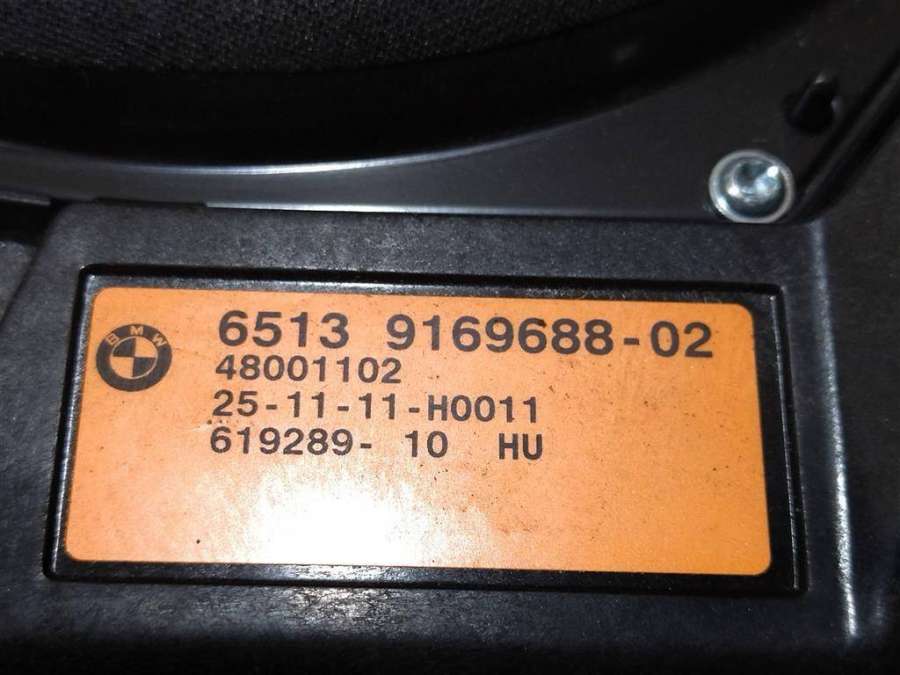 BMW
6513 9169688-02
48001102
25-11-11-H0011
619289- 10 HU